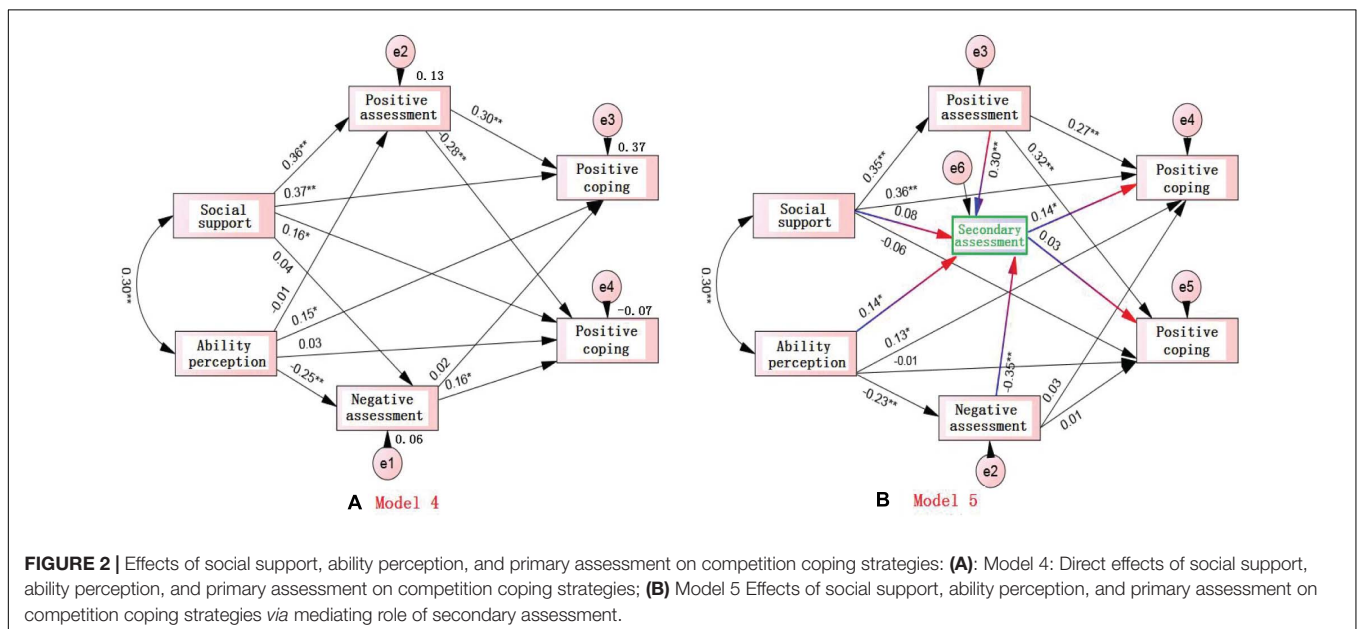 e2
0.13
Positive
assessment
0.30**
-0.28**
e3
0.37
Positive
coping
0.36**
0.37**
Social
support
0.16*
0.04
0.30**
-0.01
0.15*
e4
-0.07
Positive
coping
Ability
perception
0.03
-0.25**
0.02
0.16*
Negative
assessment
0.06
e1
A Model 4
e3
Positive
assessment
0.27**
0.32**
e4
Positive
coping
0.30**
e6
0.35**
0.36**
Social
support
0.08
Secondary
assessment
0.14*
0.03
-0.06
0.30**
0.14*
e5
Positive
coping
Ability
perception
0.13*
-0.01
-0.23**
-0.35**
0.03
0.01
Negative
assessment
e2
B Model 5
FIGURE 2 | Effects of social support, ability perception, and primary assessment on competition coping strategies: (A): Model 4: Direct effects of social support,
ability perception, and primary assessment on competition coping strategies; (B) Model 5 Effects of social support, ability perception, and primary assessment on
competition coping strategies via mediating role of secondary assessment.